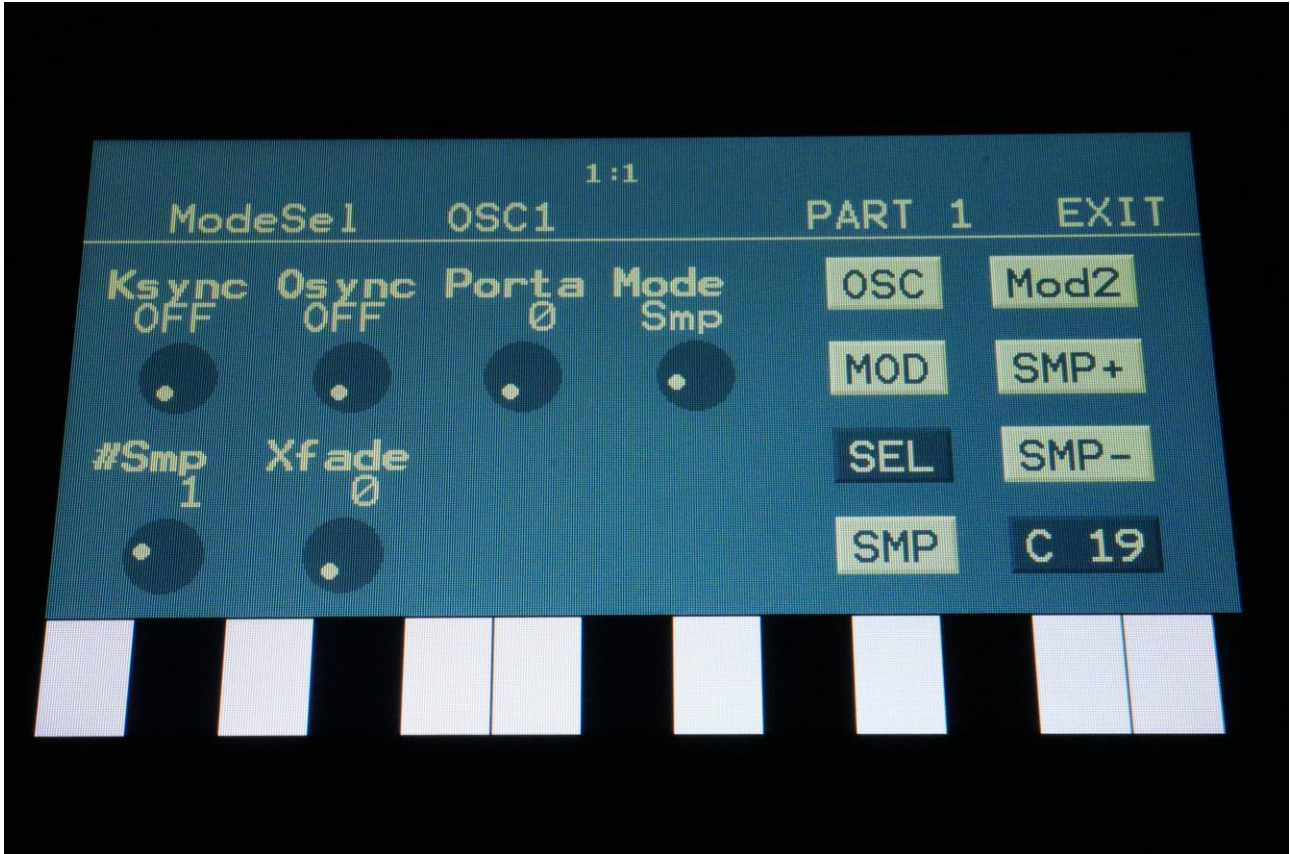 1:1
ModeSel OSC1 PART 1 EXIT
Ksync Osync Porta Mode OSC Mod2
OFF OFF 0 Smp
MOD SMP+
#Smp Xfade SEL SMP-
1 0
SMP C 19